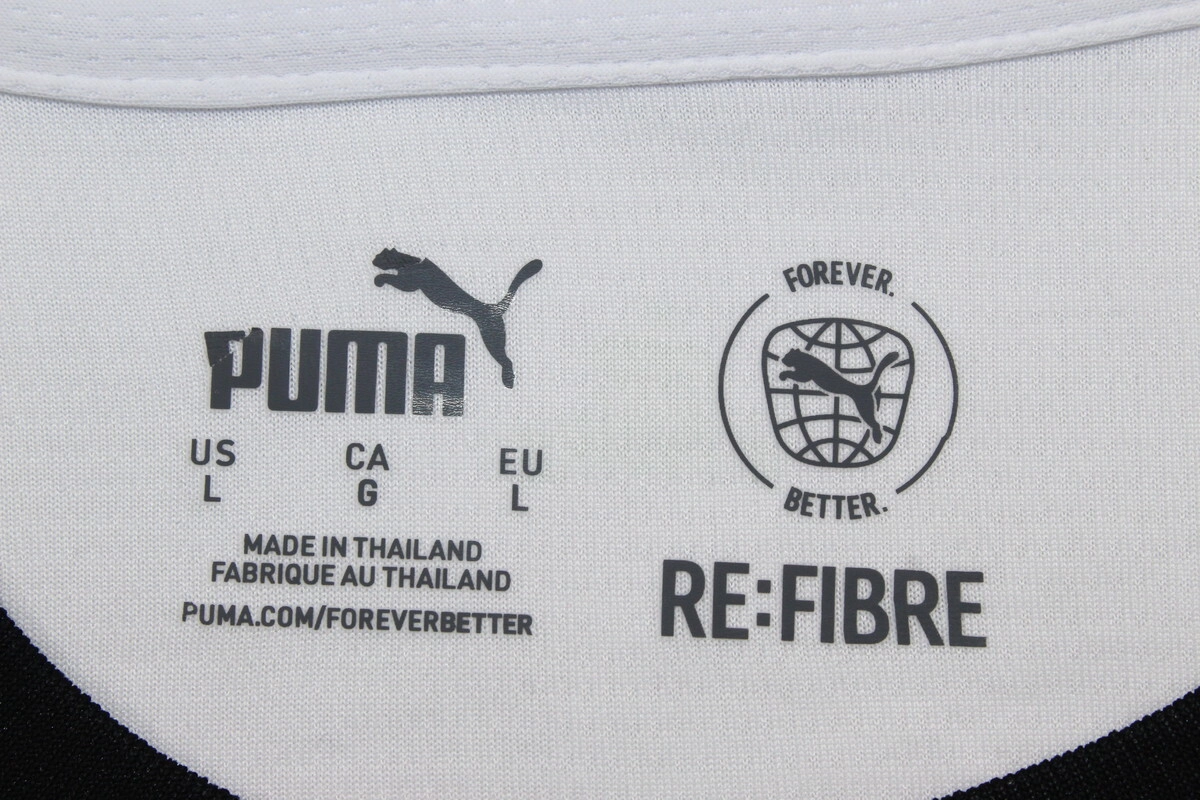 PUMA
US CA EU
L G L
MADE IN THAILAND
FABRIQUE AU THAILAND
PUMA.COM/FOREVERBETTER
FOREVER.
BETTER.
RE:FIBRE